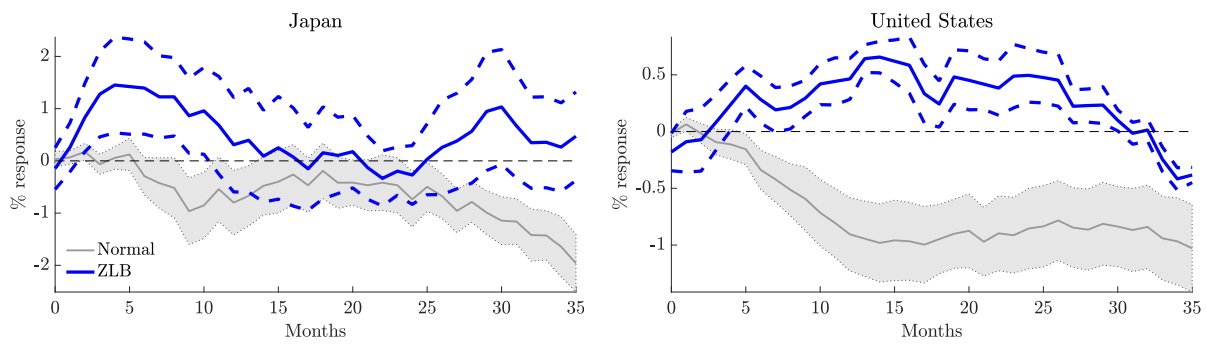 Japan
2
1
0
-1
-2
% response
Normal
ZLB
0 5 10 15 20 25 30 35
Months
United States
0.5
0
-0.5
-1
% response
0 5 10 15 20 25 30 35
Months